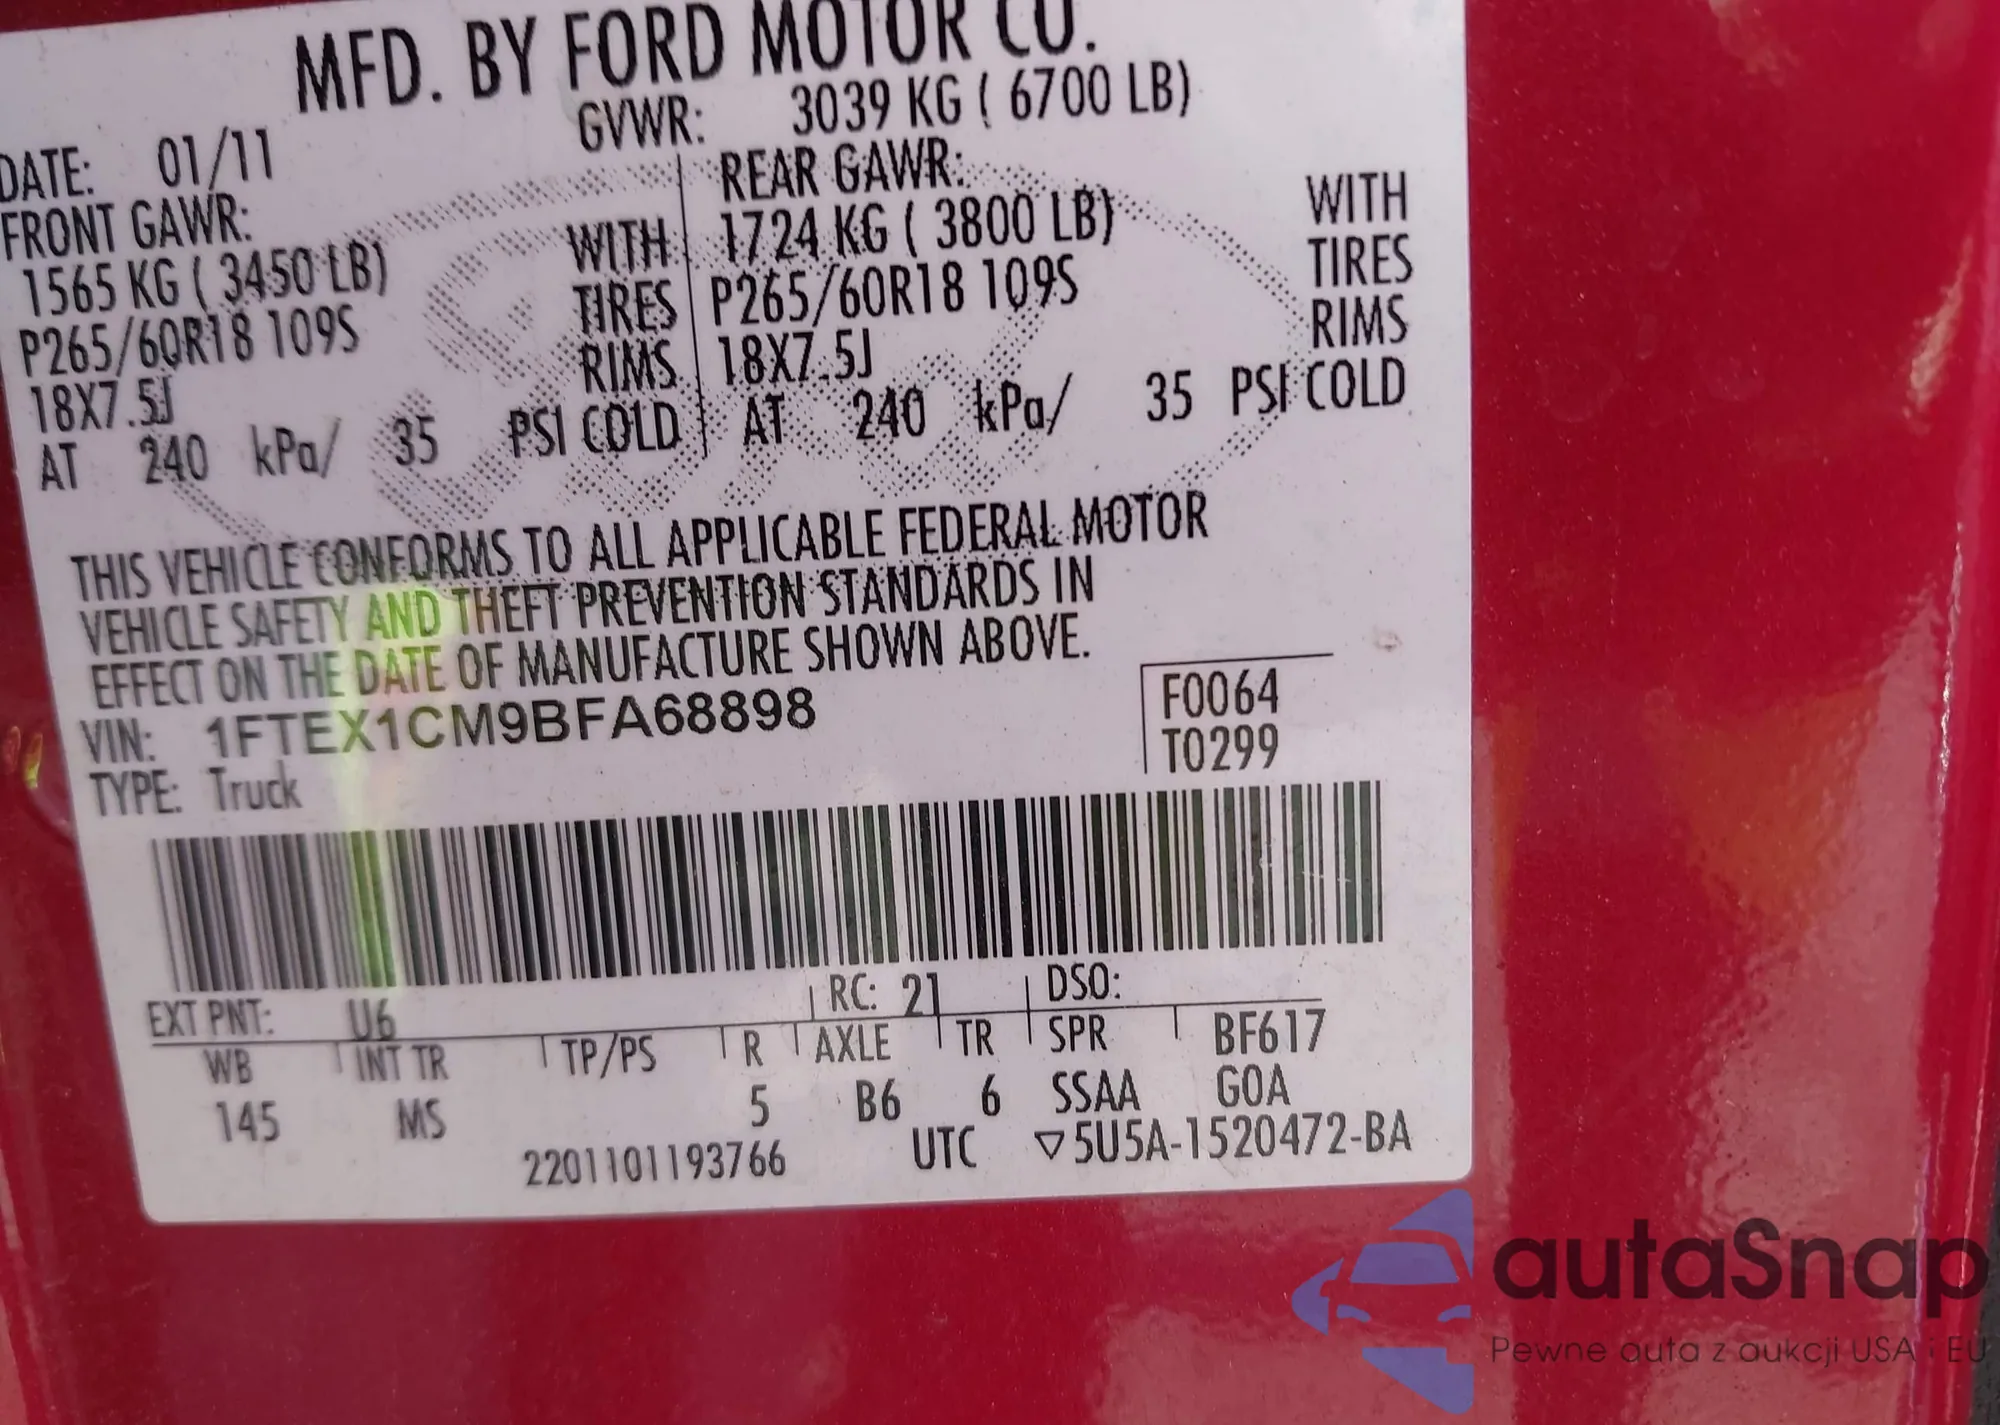 MFD. BY FORD MOTOR CO.
DATE: 01/11 GVWR: 3039 KG ( 6700 LB)
FRONT GAWR: REAR GAWR:
1565 KG ( 3450 LB) WITH 1724 KG ( 3800 LB) WITH
P265/60R18 109S TIRES P265/60R18 109S TIRES
18X7.5J RIMS 18X7.5J RIMS
AT 240 kPa/ 35 PSI COLD AT 240 kPa/ 35 PSI COLD
THIS VEHICLE CONFORMS TO ALL APPLICABLE FEDERAL MOTOR
VEHICLE SAFETY AND THEFT PREVENTION STANDARDS IN
EFFECT ON THE DATE OF MANUFACTURE SHOWN ABOVE.
VIN: 1FTEX1CM9BFA68898 F0064
TYPE: Truck T0299
EXT PNT: U6 RC: 21 DSO:
WB INT TR TP/PS R AXLE TR SPR BF617
145 MS 5 B6 6 SSAA GOA
2201101193766 UTC ▽5U5A-1520472-BA
autaSnap
Pewne auta z aukcji USA i EU